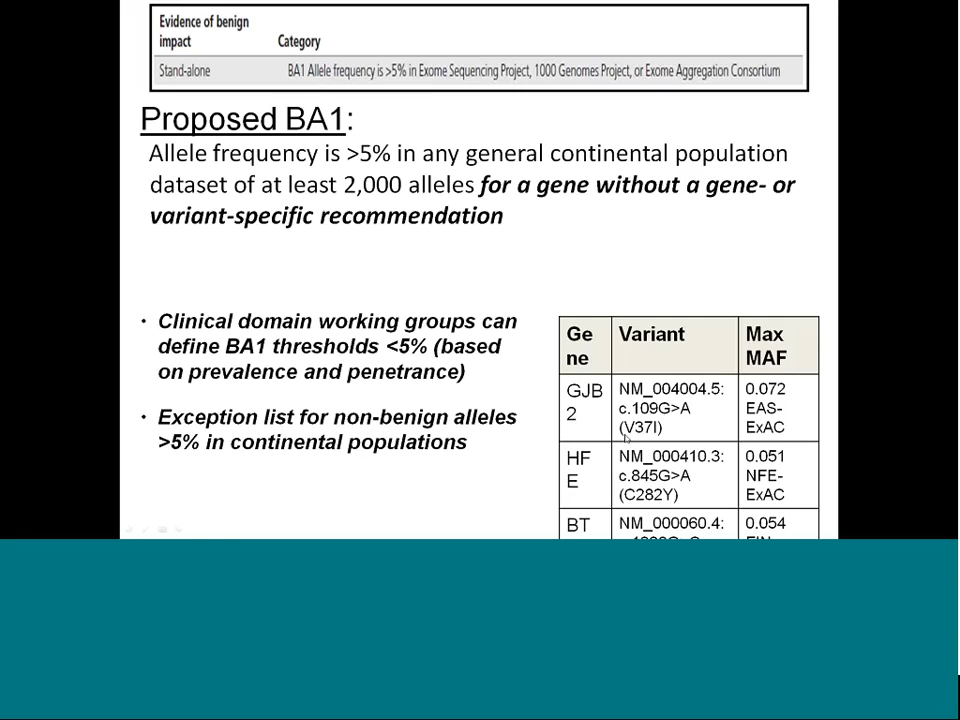 Evidence of benign
impact Category
Stand-alone BA1 Allele frequency is >5% in Exome Sequencing Project, 1000 Genomes Project, or Exome Aggregation Consortium
Proposed BA1:
Allele frequency is >5% in any general continental population
dataset of at least 2,000 alleles for a gene without a gene- or
variant-specific recommendation
· Clinical domain working groups can
define BA1 thresholds <5% (based
on prevalence and penetrance)
· Exception list for non-benign alleles
>5% in continental populations
Ge Variant Max
ne MAF
GJB NM_004004.5: 0.072
2 c.109G>A EAS-
(V37I) ExAC
HF NM_000410.3: 0.051
E c.845G>A NFE-
(C282Y) ExAC
BT NM_000060.4: 0.054